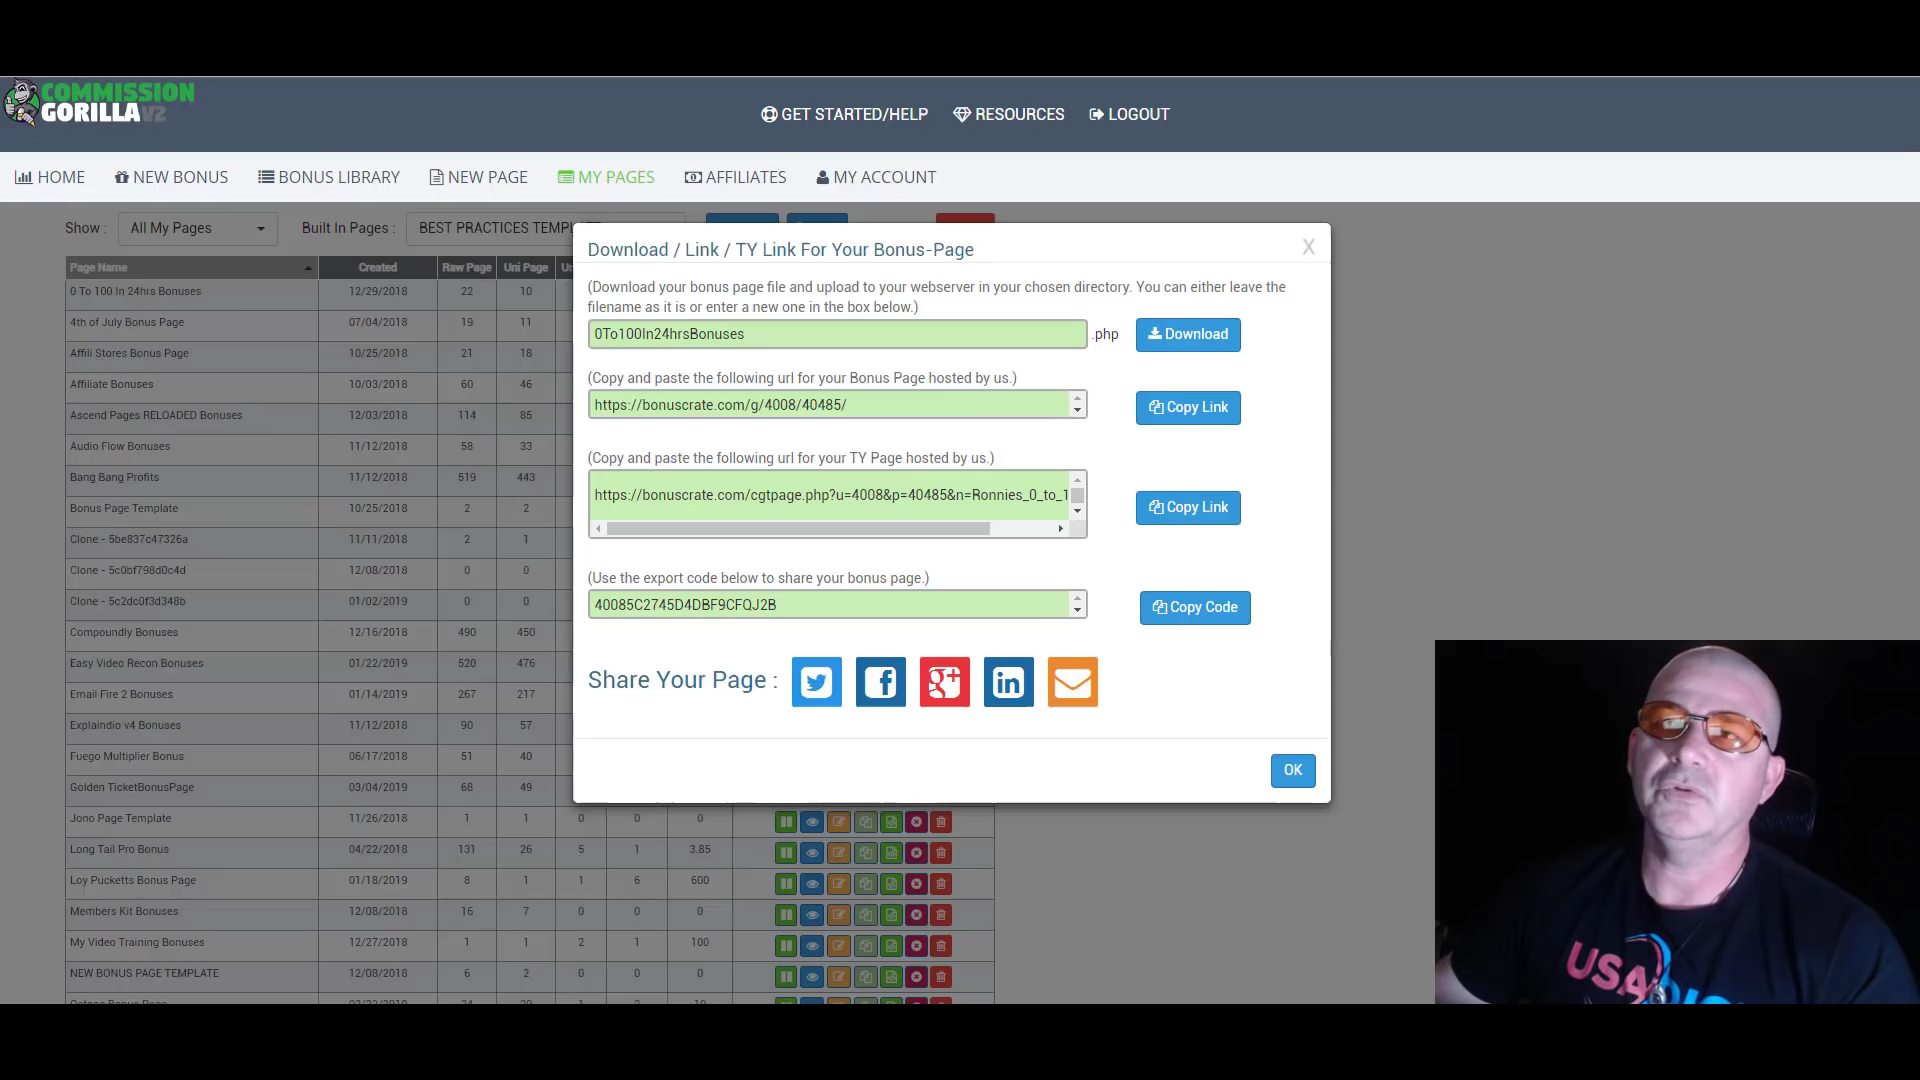 COMMISSION
GORILLA V2
GET STARTED/HELP RESOURCES LOGOUT
HOME NEW BONUS BONUS LIBRARY NEW PAGE MY PAGES AFFILIATES MY ACCOUNT
Show : All My Pages Built In Pages : BEST PRACTICES TEMPL
Page Name Created Raw Page Uni Page
0 To 100 In 24hrs Bonuses 12/29/2018 22 10
4th of July Bonus Page 07/04/2018 19 11
Affili Stores Bonus Page 10/25/2018 21 18
Affiliate Bonuses 10/03/2018 60 46
Ascend Pages RELOADED Bonuses 12/03/2018 114 85
Audio Flow Bonuses 11/12/2018 58 33
Bang Bang Profits 11/12/2018 519 443
Bonus Page Template 10/25/2018 2 2
Clone - 5be837c47326a 11/11/2018 2 1
Clone - 5c0bf798d0c4d 12/08/2018 0 0
Clone - 5c2dc0f3d348b 01/02/2019 0 0
Compoundly Bonuses 12/16/2018 490 450
Easy Video Recon Bonuses 01/22/2019 520 476
Email Fire 2 Bonuses 01/14/2019 267 217
Explaindio v4 Bonuses 11/12/2018 90 57
Fuego Multiplier Bonus 06/17/2018 51 40
Golden TicketBonusPage 03/04/2019 68 49
Jono Page Template 11/26/2018 1 1 0 0 0
Long Tail Pro Bonus 04/22/2018 131 26 5 1 3.85
Loy Pucketts Bonus Page 01/18/2019 8 1 1 6 600
Members Kit Bonuses 12/08/2018 16 7 0 0 0
My Video Training Bonuses 12/27/2018 1 1 2 1 100
NEW BONUS PAGE TEMPLATE 12/08/2018 6 2 0 0 0
Download / Link / TY Link For Your Bonus-Page X
(Download your bonus page file and upload to your webserver in your chosen directory. You can either leave the
filename as it is or enter a new one in the box below.)
0To100In24hrsBonuses .php Download
(Copy and paste the following url for your Bonus Page hosted by us.)
https://bonuscrate.com/g/4008/40485/ Copy Link
(Copy and paste the following url for your TY Page hosted by us.)
https://bonuscrate.com/cgtpage.php?u=4008&p=40485&n=Ronnies_0_to_1 Copy Link
(Use the export code below to share your bonus page.)
40085C2745D4DBF9CFQJ2B Copy Code
Share Your Page :
OK
USA